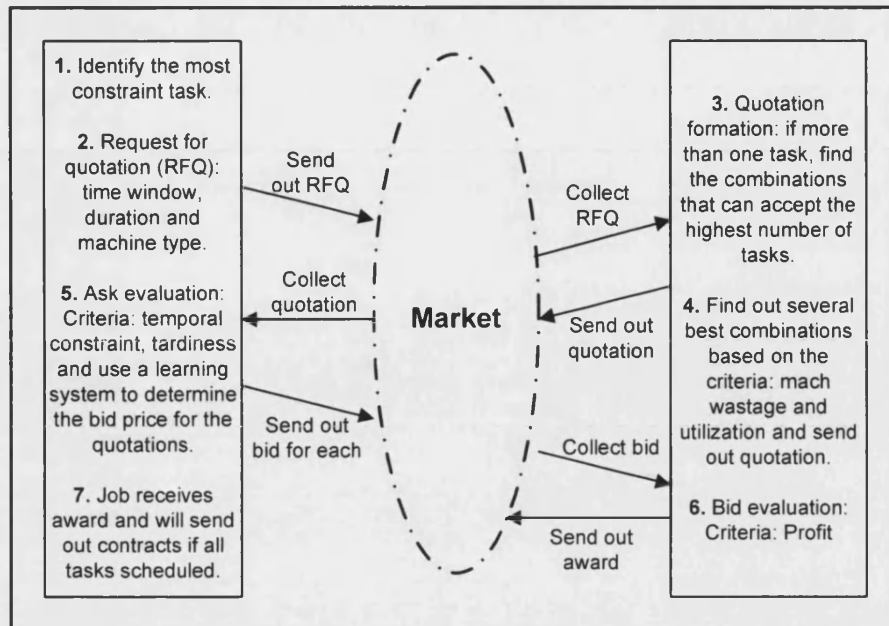 1. Identify the most
constraint task.
2. Request for
quotation (RFQ):
time window,
duration and
machine type.
5. Ask evaluation:
Criteria: temporal
constraint, tardiness
and use a learning
system to determine
the bid price for the
quotations.
7. Job receives
award and will send
out contracts if all
tasks scheduled.
Send
out RFQ
Collect
quotation
Send out
bid for each
Market
Collect
RFQ
Send out
quotation
Collect bid
Send out
award
3. Quotation
formation: if more
than one task, find
the combinations
that can accept the
highest number of
tasks.
4. Find out several
best combinations
based on the
criteria: mach
wastage and
utilization and send
out quotation.
6. Bid evaluation:
Criteria: Profit